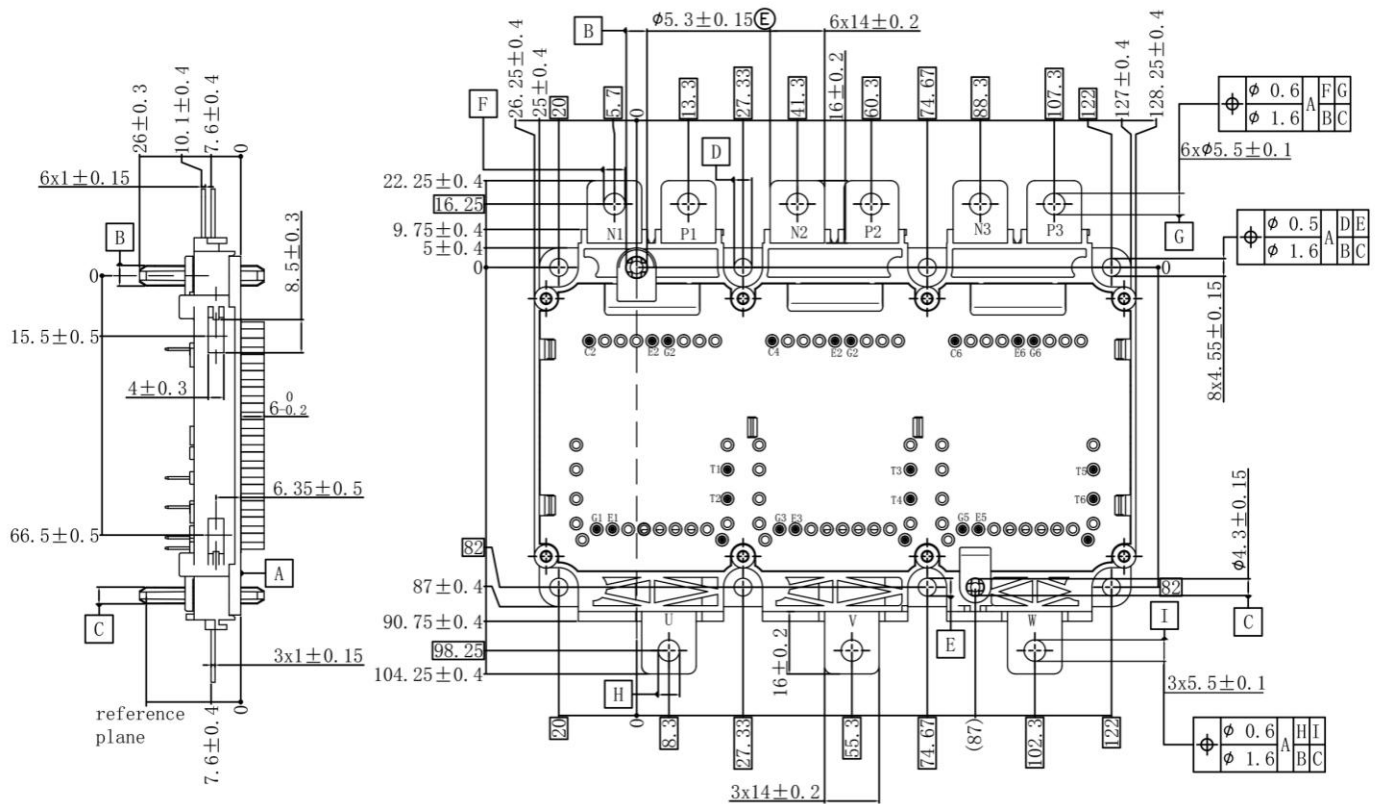 B
ϕ5.3±0.15Ⓔ
6x14±0.2
26.25±0.4
25±0.4
20
5.7
0
13.3
27.33
41.3
16±0.2
60.3
74.67
88.3
107.3
122
127±0.4
128.25±0.4
26±0.3
10.1±0.4
7.6±0.4
0
6x1±0.15
B
0
8.5±0.3
15.5±0.5
4±0.3
6 0 -0.2
6.35±0.5
66.5±0.5
A
C
3x1±0.15
reference
plane
7.6±0.4
0
F
D
22.25±0.4
16.25
9.75±0.4
5±0.4
0
N1
P1
N2
P2
N3
P3
G
ϕ 0.6 A F G
ϕ 1.6 B C
6xϕ5.5±0.1
ϕ 0.5 A D E
ϕ 1.6 B C
0
8x4.55±0.15
C2 E2 G2
C4 E2 G2
C6 E6 G6
T1
T3
T5
T2
T4
T6
G1 E1
G3 E3
G5 E5
ϕ4.3±0.15
82
82
87±0.4
90.75±0.4
98.25
104.25±0.4
U
V
W
16±0.2
E
I
C
H
3x5.5±0.1
20
0
8.3
27.33
55.3
74.67
(87)
102.3
122
ϕ 0.6 A H I
ϕ 1.6 B C
3x14±0.2